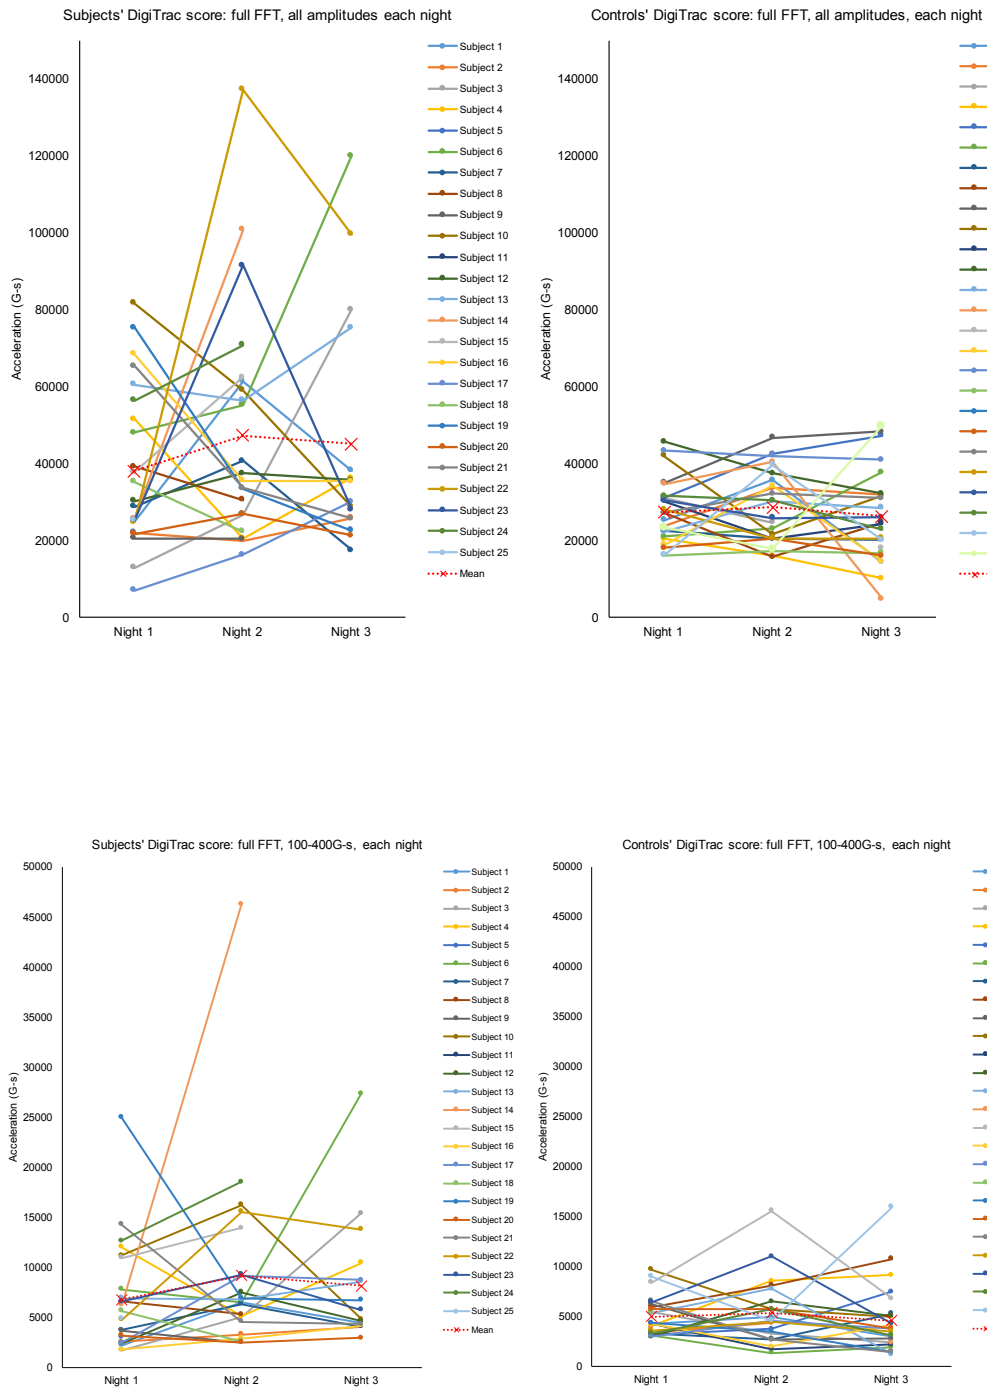 Subjects' DigiTrac score: full FFT, all amplitudes each night
Acceleration (G-s)
140000
120000
100000
80000
60000
40000
20000
0
Night 1 Night 2 Night 3
Subject 1
Subject 2
Subject 3
Subject 4
Subject 5
Subject 6
Subject 7
Subject 8
Subject 9
Subject 10
Subject 11
Subject 12
Subject 13
Subject 14
Subject 15
Subject 16
Subject 17
Subject 18
Subject 19
Subject 20
Subject 21
Subject 22
Subject 23
Subject 24
Subject 25
Mean
Controls' DigiTrac score: full FFT, all amplitudes, each night
Acceleration (G-s)
140000
120000
100000
80000
60000
40000
20000
0
Night 1 Night 2 Night 3
Subjects' DigiTrac score: full FFT, 100-400G-s, each night
Acceleration (G-s)
50000
45000
40000
35000
30000
25000
20000
15000
10000
5000
0
Night 1 Night 2 Night 3
Subject 1
Subject 2
Subject 3
Subject 4
Subject 5
Subject 6
Subject 7
Subject 8
Subject 9
Subject 10
Subject 11
Subject 12
Subject 13
Subject 14
Subject 15
Subject 16
Subject 17
Subject 18
Subject 19
Subject 20
Subject 21
Subject 22
Subject 23
Subject 24
Subject 25
Mean
Controls' DigiTrac score: full FFT, 100-400G-s, each night
Acceleration (G-s)
50000
45000
40000
35000
30000
25000
20000
15000
10000
5000
0
Night 1 Night 2 Night 3